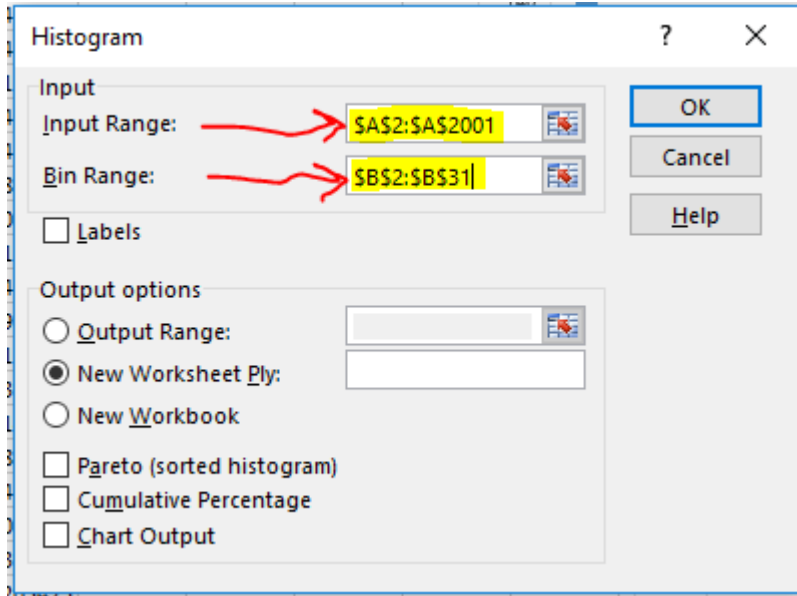 Histogram
?
Input
Input Range:
$A$2:$A$2001
OK
Bin Range:
$B$2:$B$31
Cancel
Labels
Help
Output options
Output Range:
New Worksheet Ply:
New Workbook
Pareto (sorted histogram)
Cumulative Percentage
Chart Output